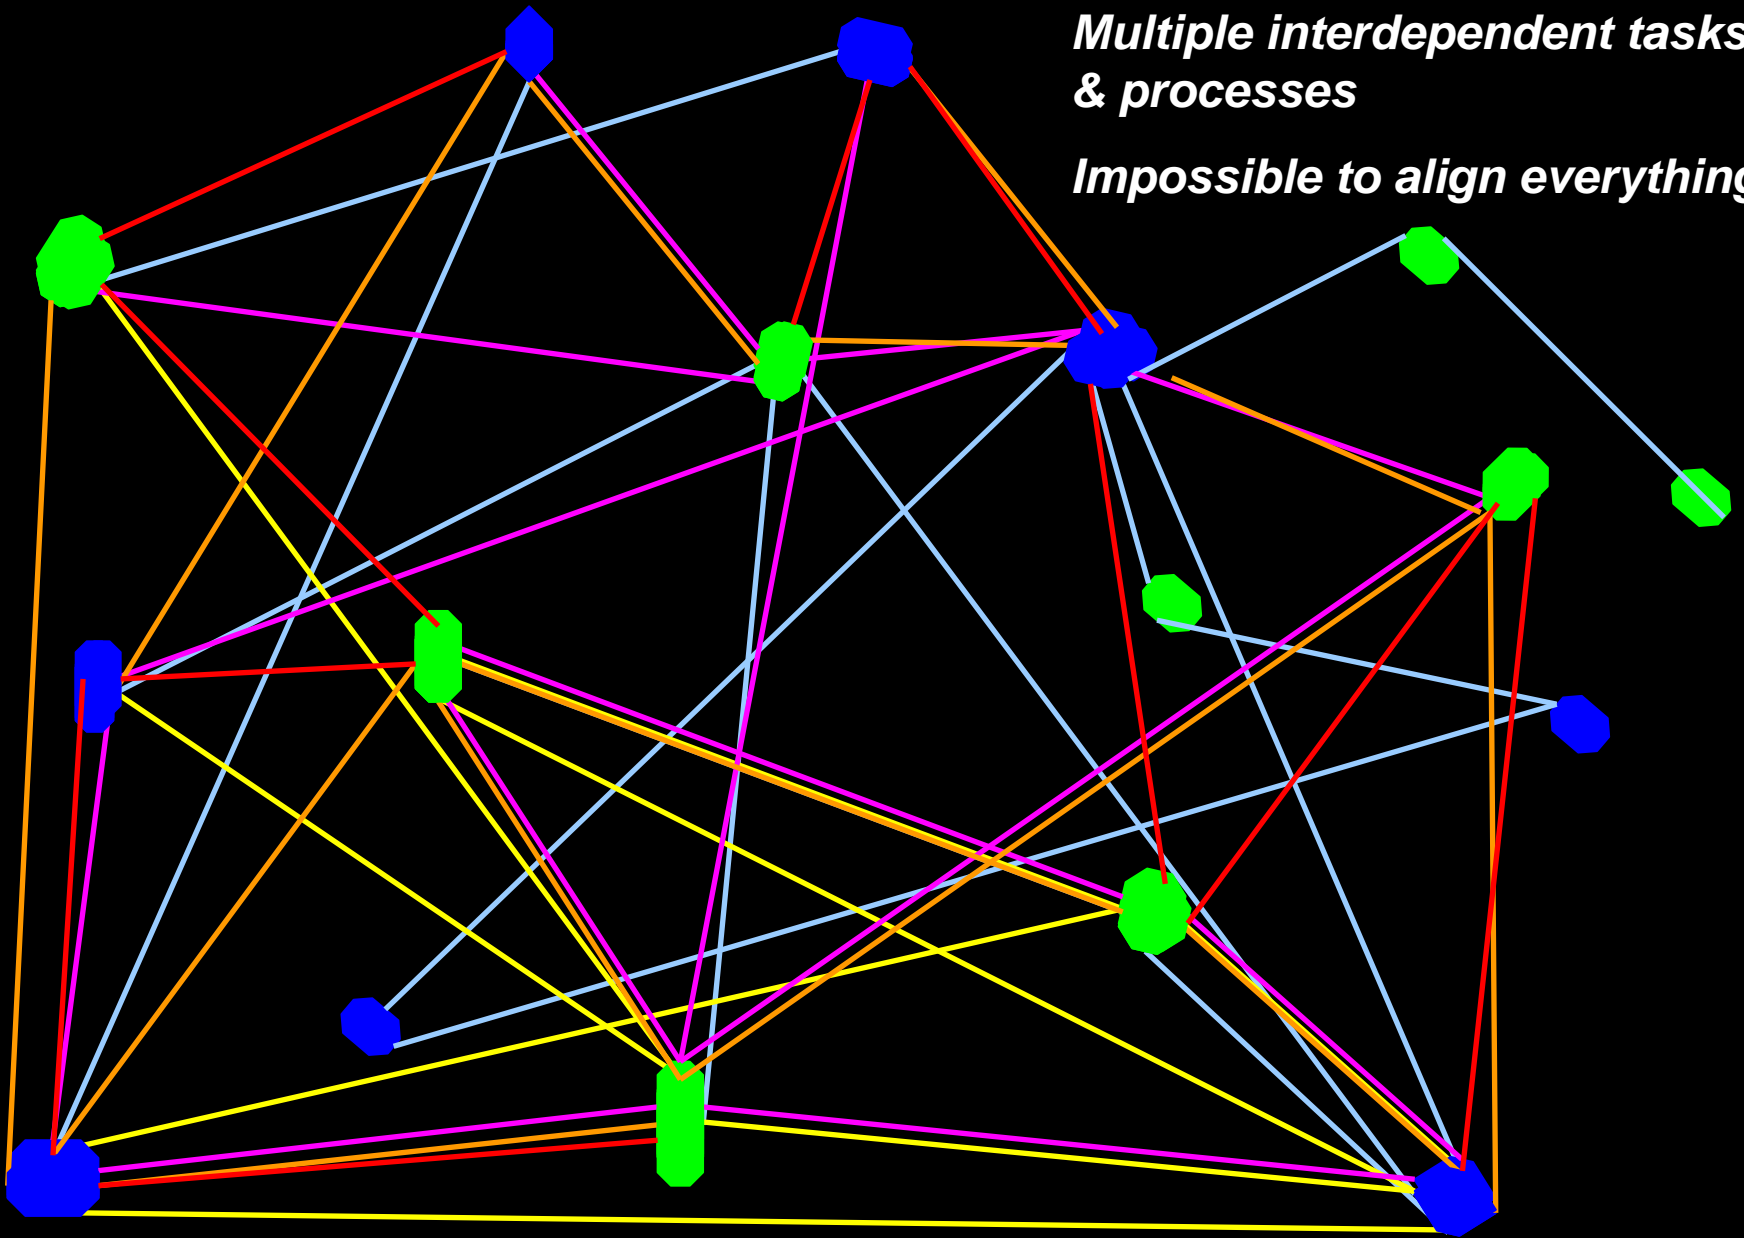 Multiple interdependent tasks
& processes
Impossible to align everything